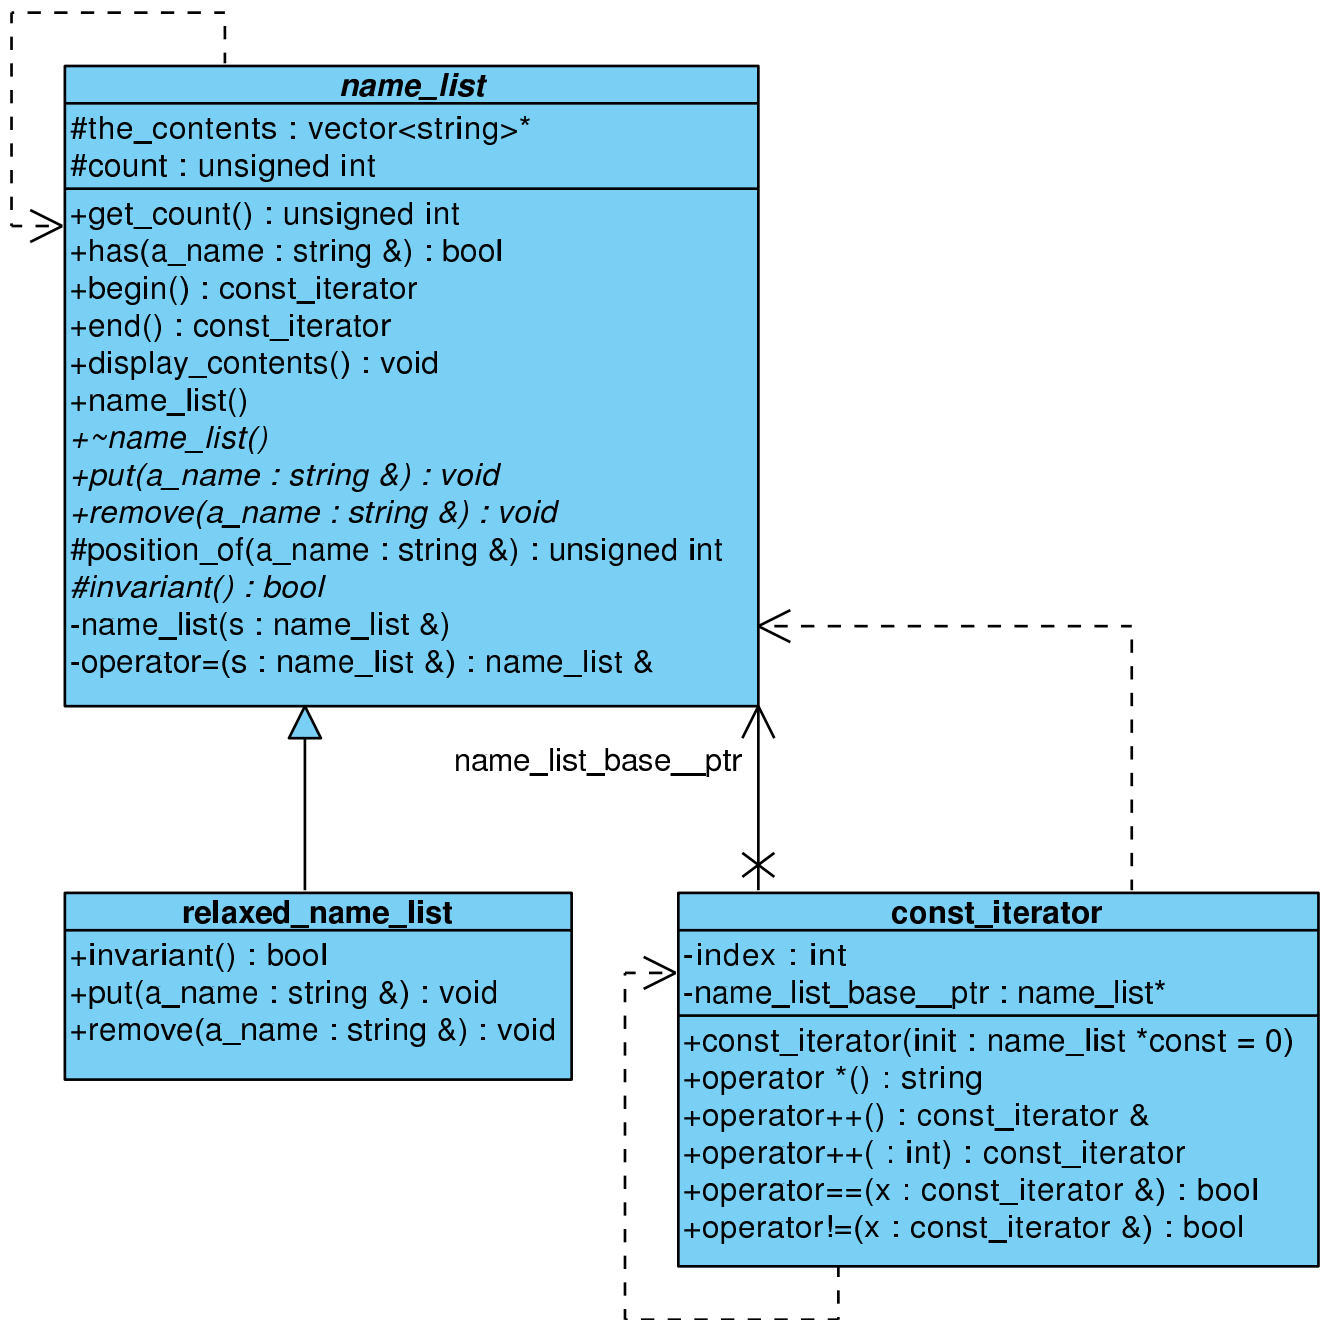 name_list
#the_contents : vector<string>*
#count : unsigned int
+get_count() : unsigned int
+has(a_name : string &) : bool
+begin() : const_iterator
+end() : const_iterator
+display_contents() : void
+name_list()
+~name_list()
+put(a_name : string &) : void
+remove(a_name : string &) : void
#position_of(a_name : string &) : unsigned int
#invariant() : bool
-name_list(s : name_list &)
-operator=(s : name_list &) : name_list &
name_list_base__ptr
relaxed_name_list
+invariant() : bool
+put(a_name : string &) : void
+remove(a_name : string &) : void
const_iterator
-index : int
-name_list_base__ptr : name_list*
+const_iterator(init : name_list *const = 0)
+operator *() : string
+operator++() : const_iterator &
+operator++( : int) : const_iterator
+operator==(x : const_iterator &) : bool
+operator!=(x : const_iterator &) : bool